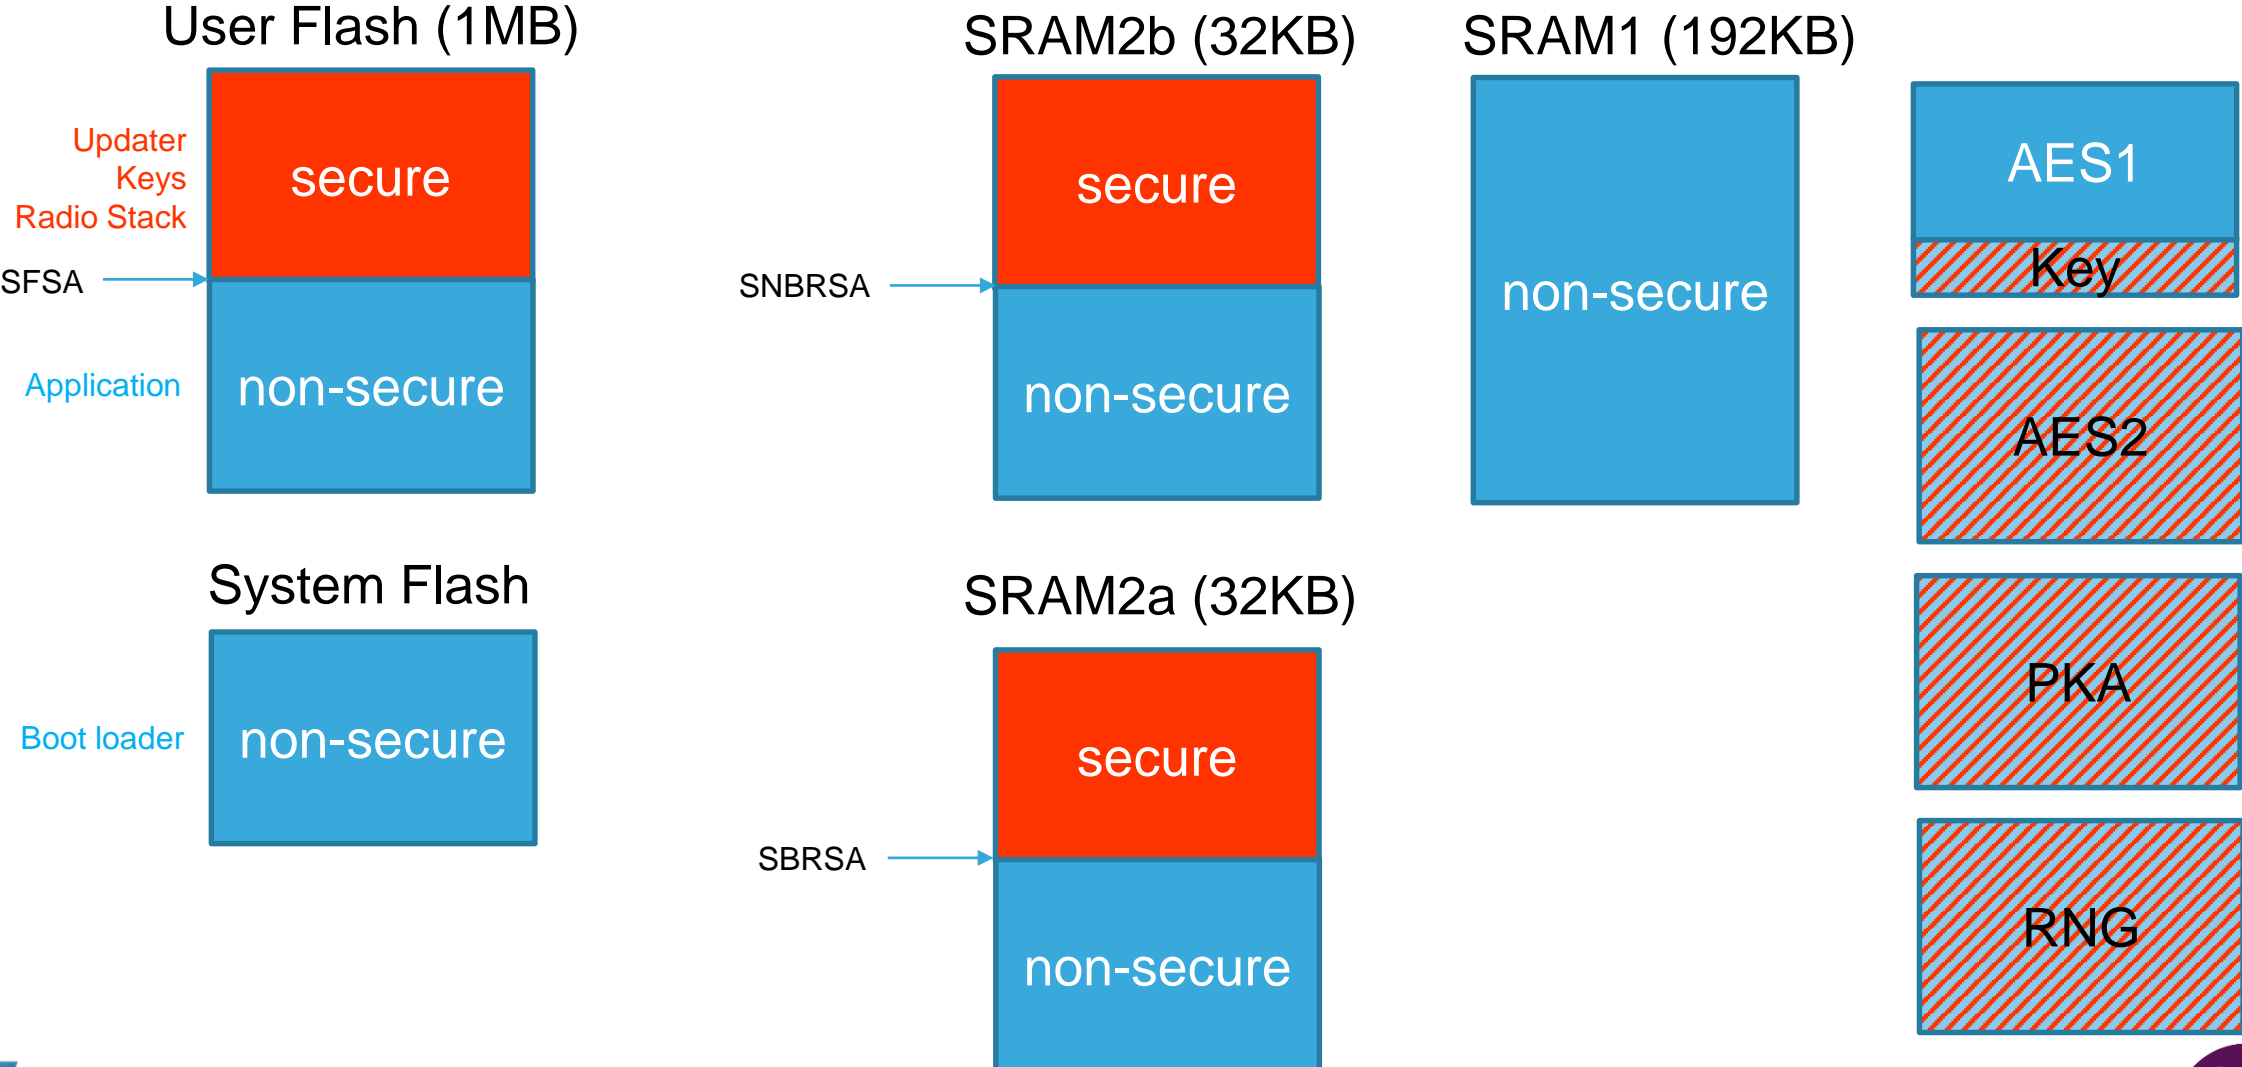 User Flash (1MB)
Updater
Keys
Radio Stack
secure
SFSA
Application
non-secure
System Flash
Boot loader
non-secure
SRAM2b (32KB)
secure
SNBRSA
non-secure
SRAM2a (32KB)
secure
SBRSA
non-secure
SRAM1 (192KB)
non-secure
AES1
Key
AES2
PKA
RNG